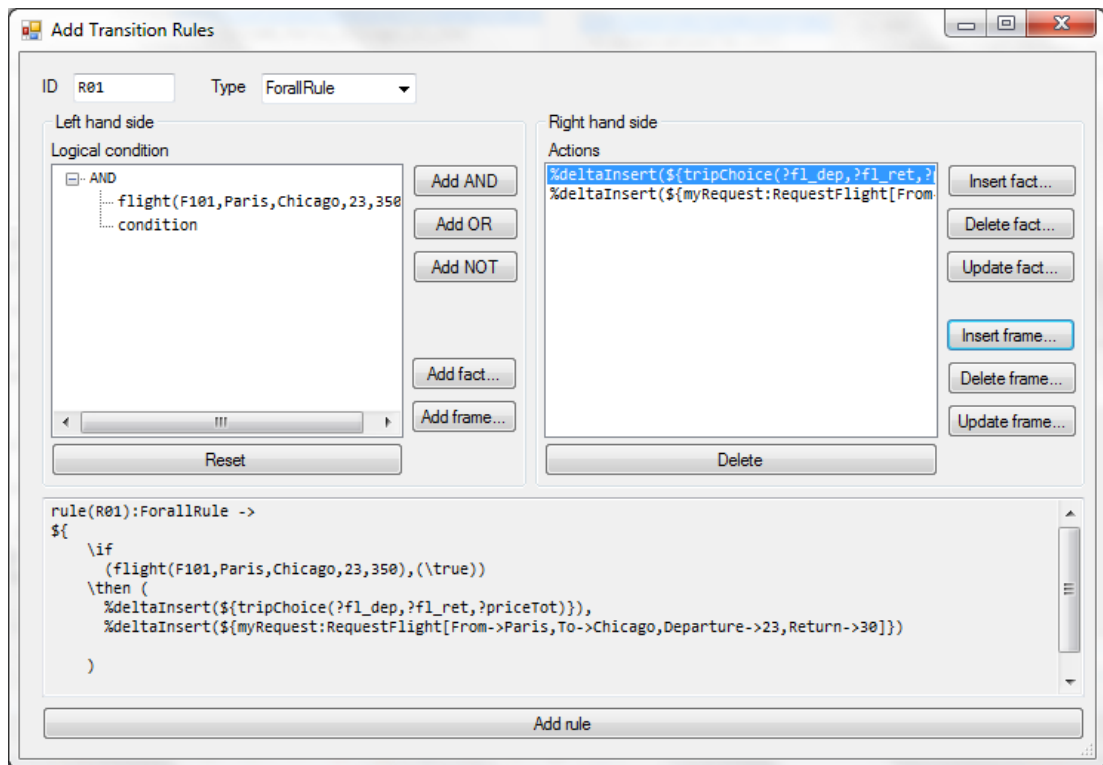 Add Transition Rules
ID R01 Type ForallRule
Left hand side
Logical condition
AND
flight(F101,Paris,Chicago,23,350
condition
Add AND
Add OR
Add NOT
Add fact...
Add frame...
Reset
Right hand side
Actions
%deltaInsert(${tripChoice(?fl_dep,?fl_ret,?p
%deltaInsert(${myRequest:RequestFlight[From-
Insert fact...
Delete fact...
Update fact...
Insert frame...
Delete frame...
Update frame...
Delete
rule(R01):ForallRule ->
${
\if
(flight(F101,Paris,Chicago,23,350),(\true))
\then (
%deltaInsert(${tripChoice(?fl_dep,?fl_ret,?priceTot)}),
%deltaInsert(${myRequest:RequestFlight[From->Paris,To->Chicago,Departure->23,Return->30]})
)
Add rule